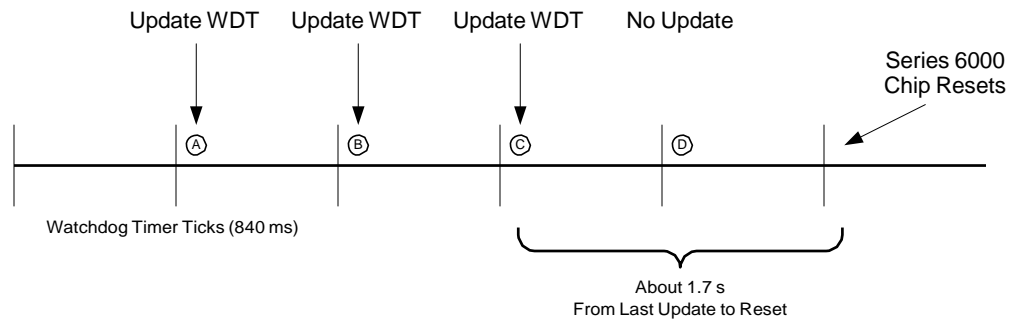 Update WDT
Update WDT
Update WDT
No Update
Series 6000
Chip Resets
A
B
C
D
Watchdog Timer Ticks (840 ms)
About 1.7 s
From Last Update to Reset